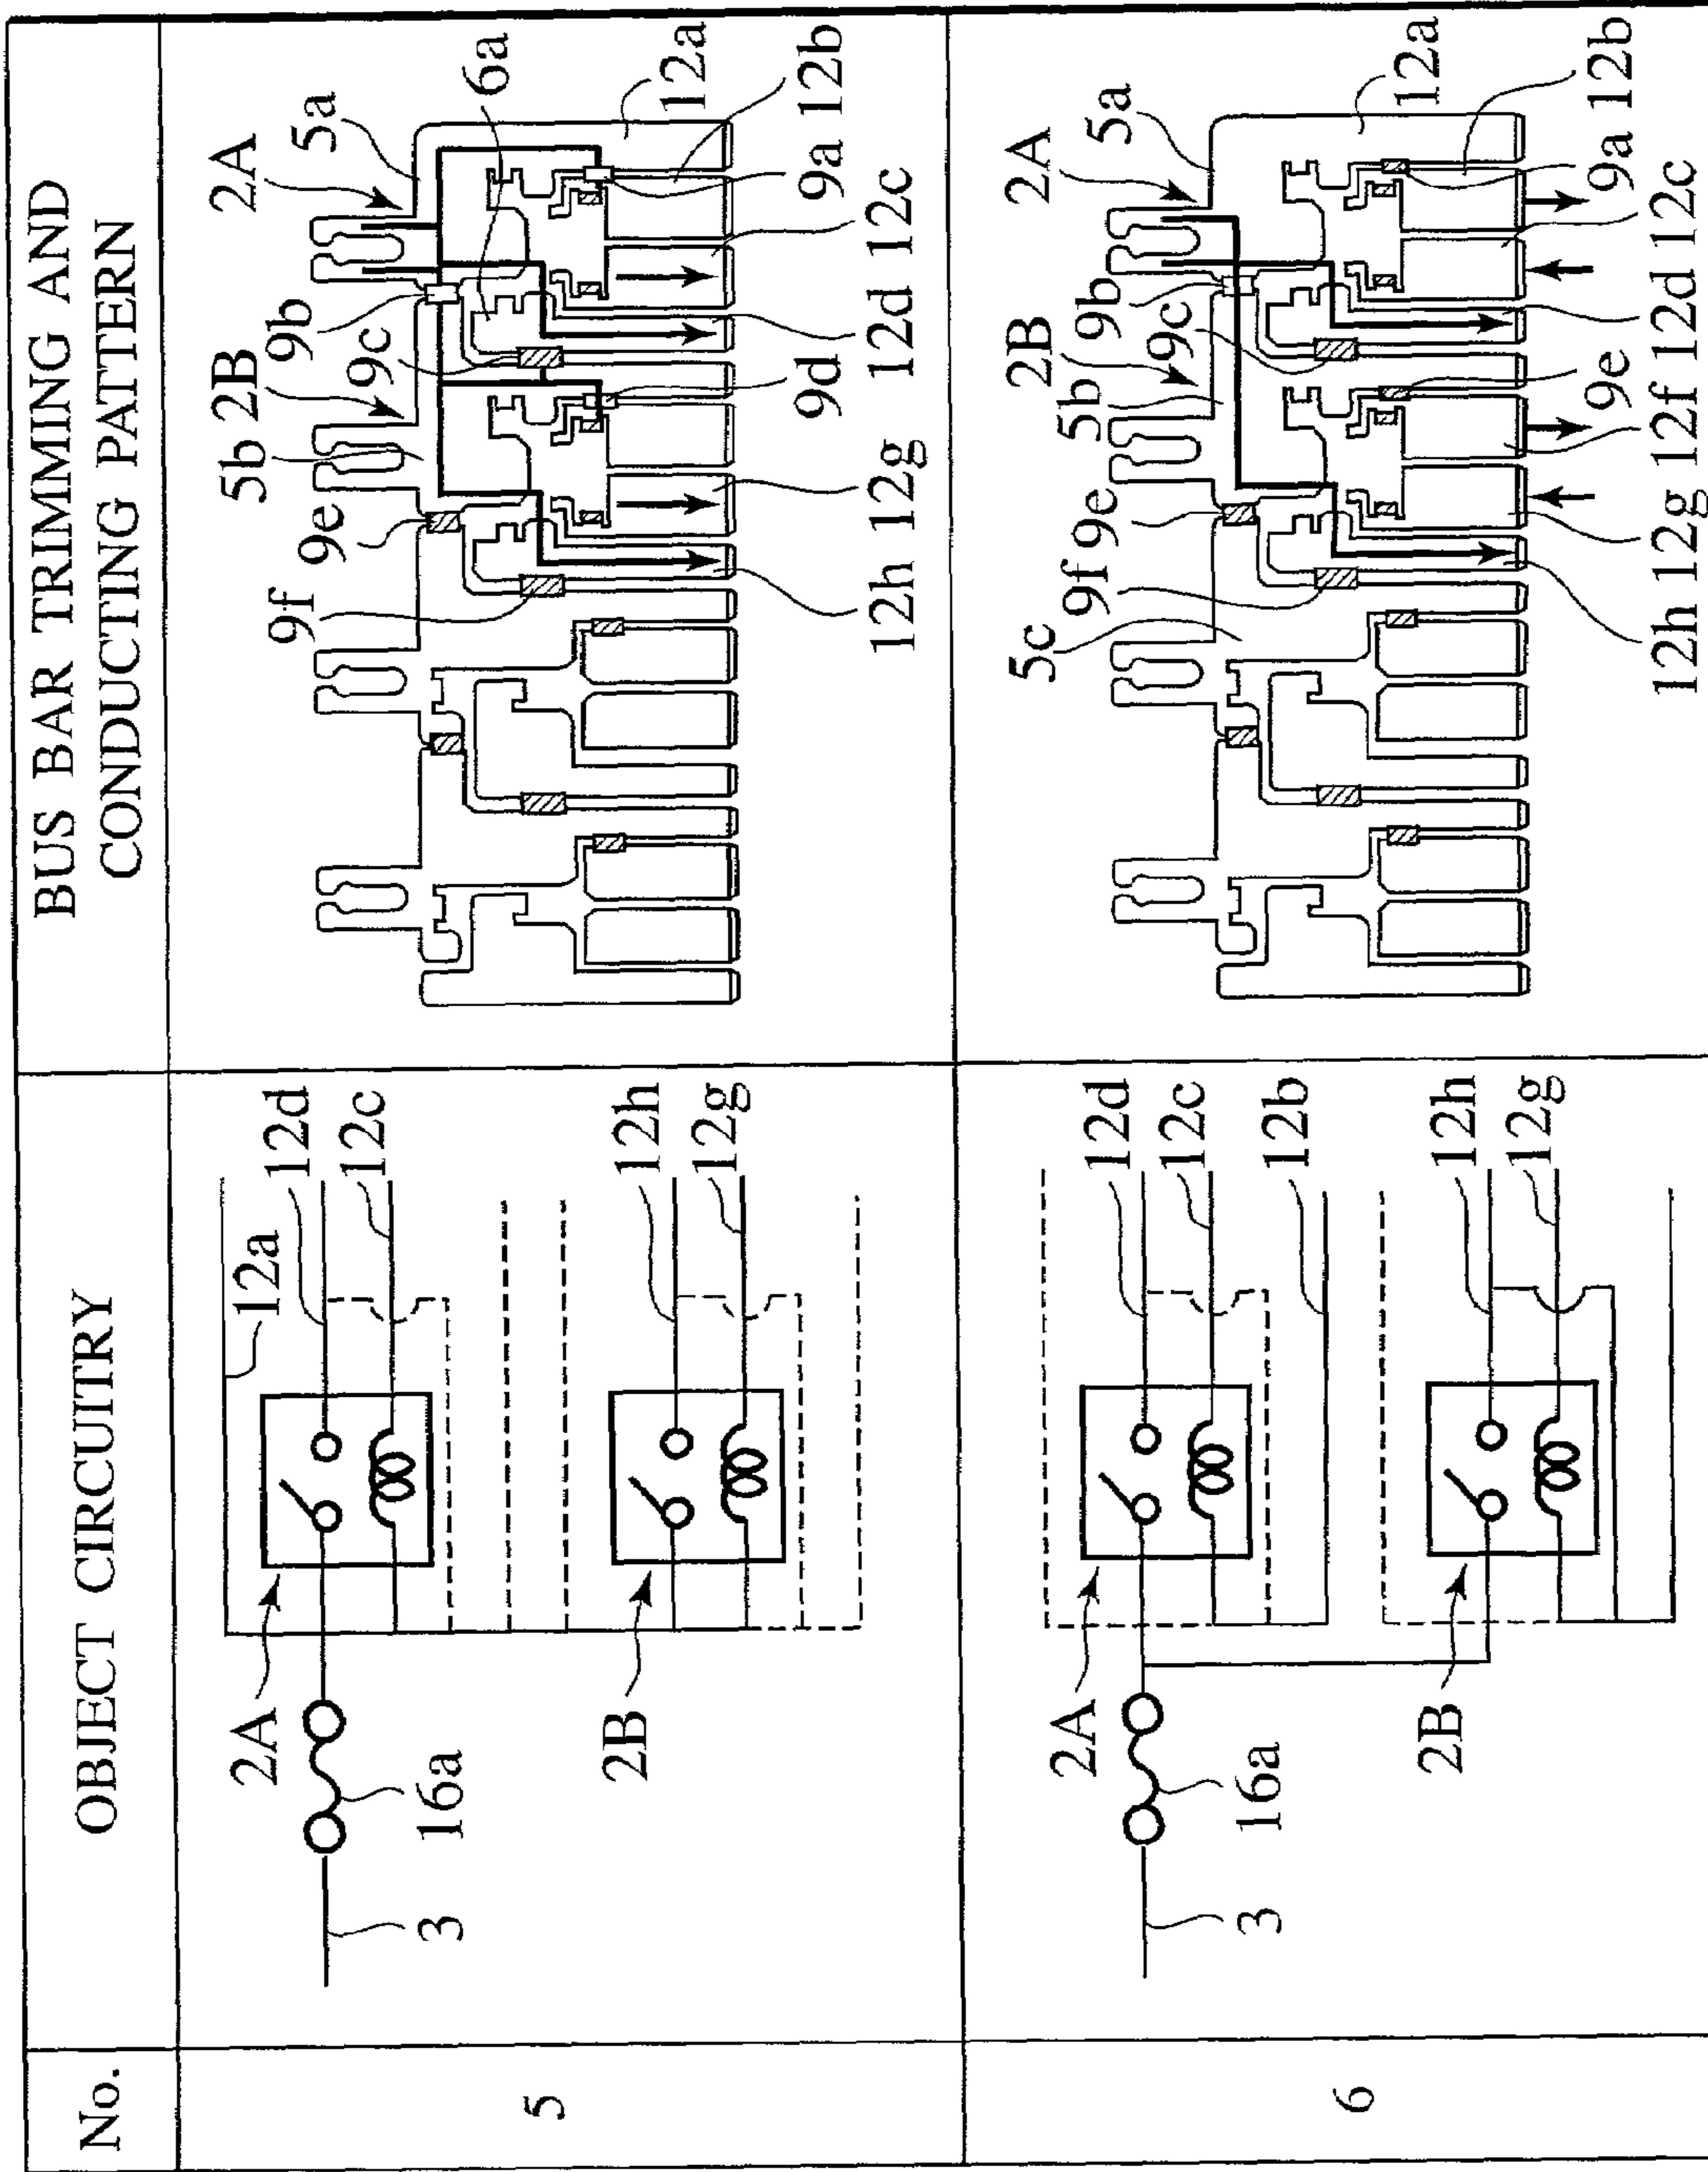 No.
OBJECT CIRCUITRY
BUS BAR TRIMMING AND
CONDUCTING PATTERN
5
3
16a
2A
2B
12a
12d
12c
12h
12g
2A
5a
6a
12a
12b
9a
12c
12d
9d
12g
12h
9b
9c
2B
5b
9e
9f
6
3
16a
2A
2B
12d
12c
12b
12h
12g
2A
5a
12a
12b
9a
12c
12d
9e
12f
12g
12h
9b
9c
2B
5b
9e
9f
5c